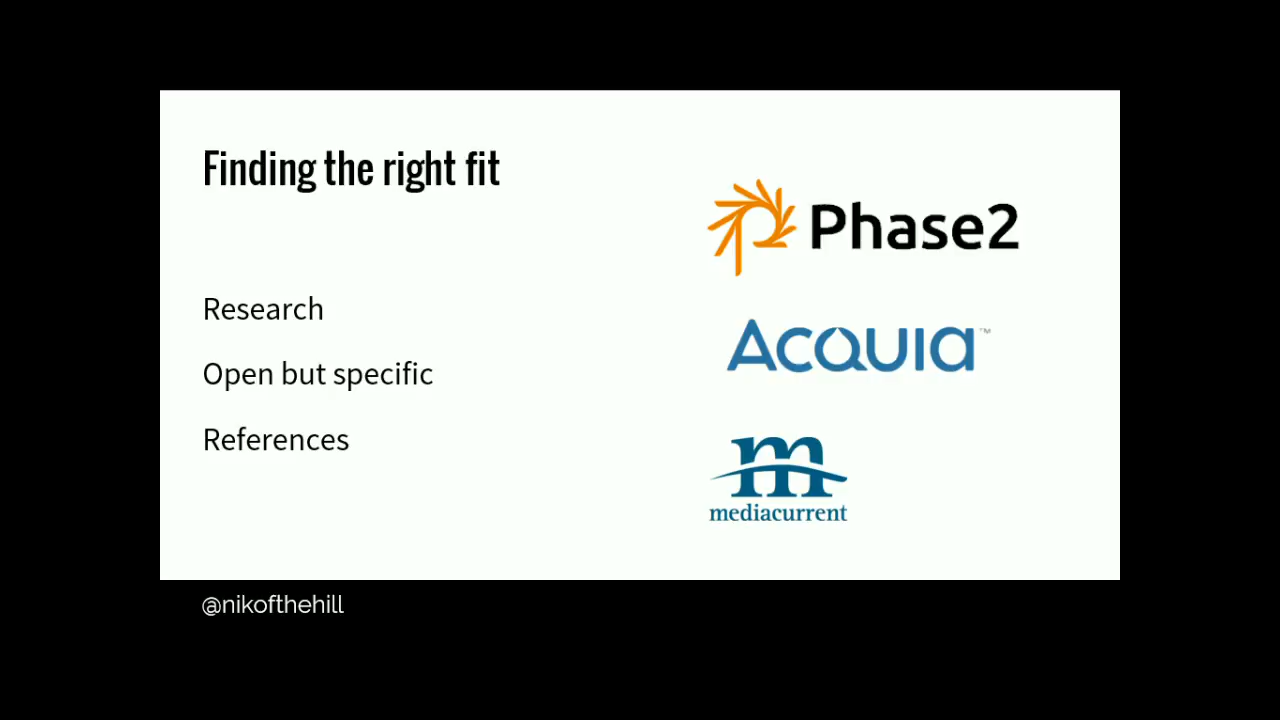 Finding the right fit
Research
Open but specific
References
Phase2
Acquia™
m
mediacurrent
@nikofthehill